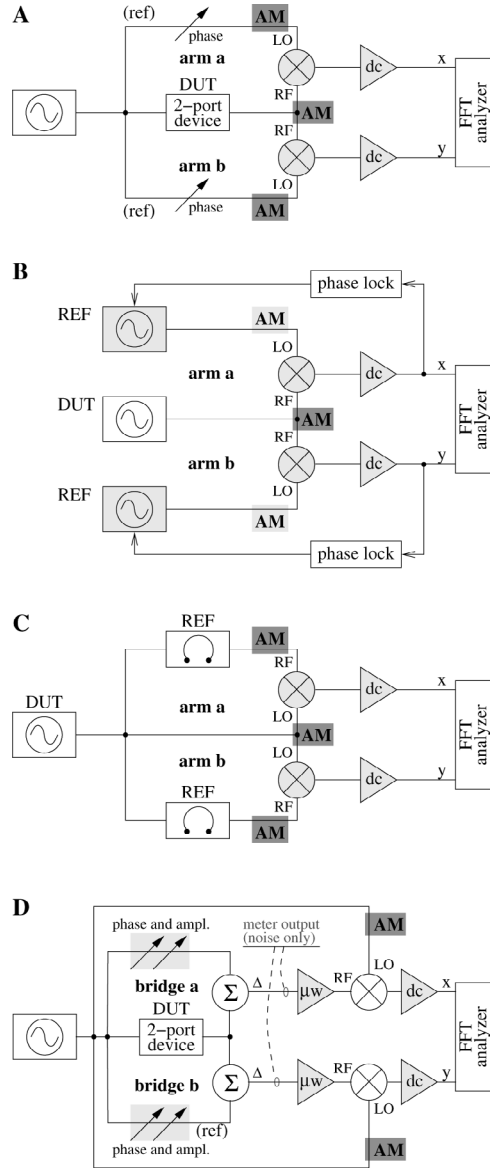 A
(ref)
phase
AM
LO
arm a
DUT
2−port
device
RF
AM
RF
arm b
phase
(ref)
AM
LO
dc
x
dc
y
FFT
analyzer
B
phase lock
REF
AM
LO
arm a
RF
DUT
AM
RF
arm b
LO
REF
AM
dc
x
dc
y
FFT
analyzer
phase lock
C
REF
AM
RF
DUT
arm a
LO
AM
arm b
LO
REF
RF
AM
dc
x
dc
y
FFT
analyzer
D
phase and ampl.
meter output
(noise only)
AM
bridge a
Σ
Δ
μw
RF
LO
dc
x
DUT
2−port
device
bridge b
Σ
Δ
μw
RF
LO
dc
y
(ref)
phase and ampl.
AM
FFT
analyzer